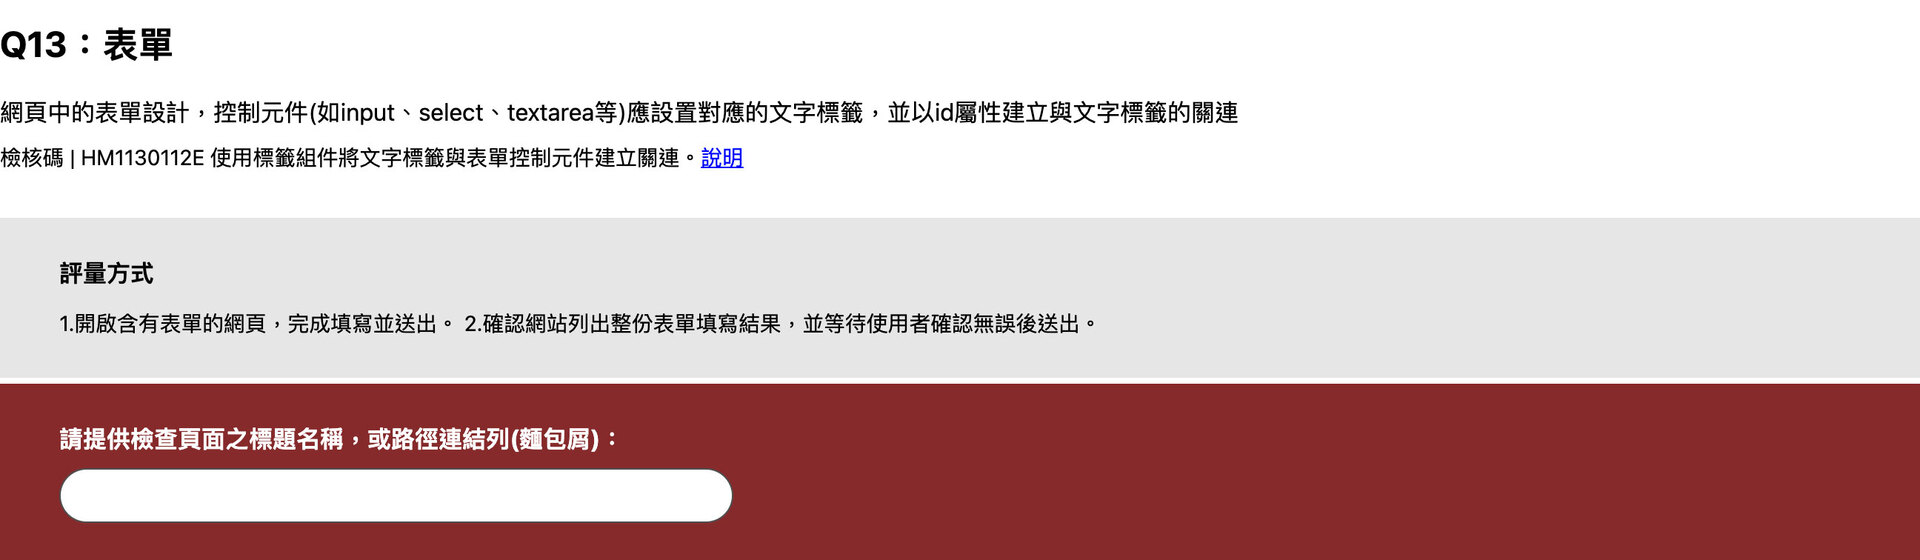 Q13：表單
網頁中的表單設計，控制元件(如input、select、textarea等)應設置對應的文字標籤，並以id屬性建立與文字標籤的關連
檢核碼 | HM1130112E 使用標籤組件將文字標籤與表單控制元件建立關連。說明
評量方式
1.開啟含有表單的網頁，完成填寫並送出。 2.確認網站列出整份表單填寫結果，並等待使用者確認無誤後送出。
請提供檢查頁面之標題名稱，或路徑連結列(麵包屑)：